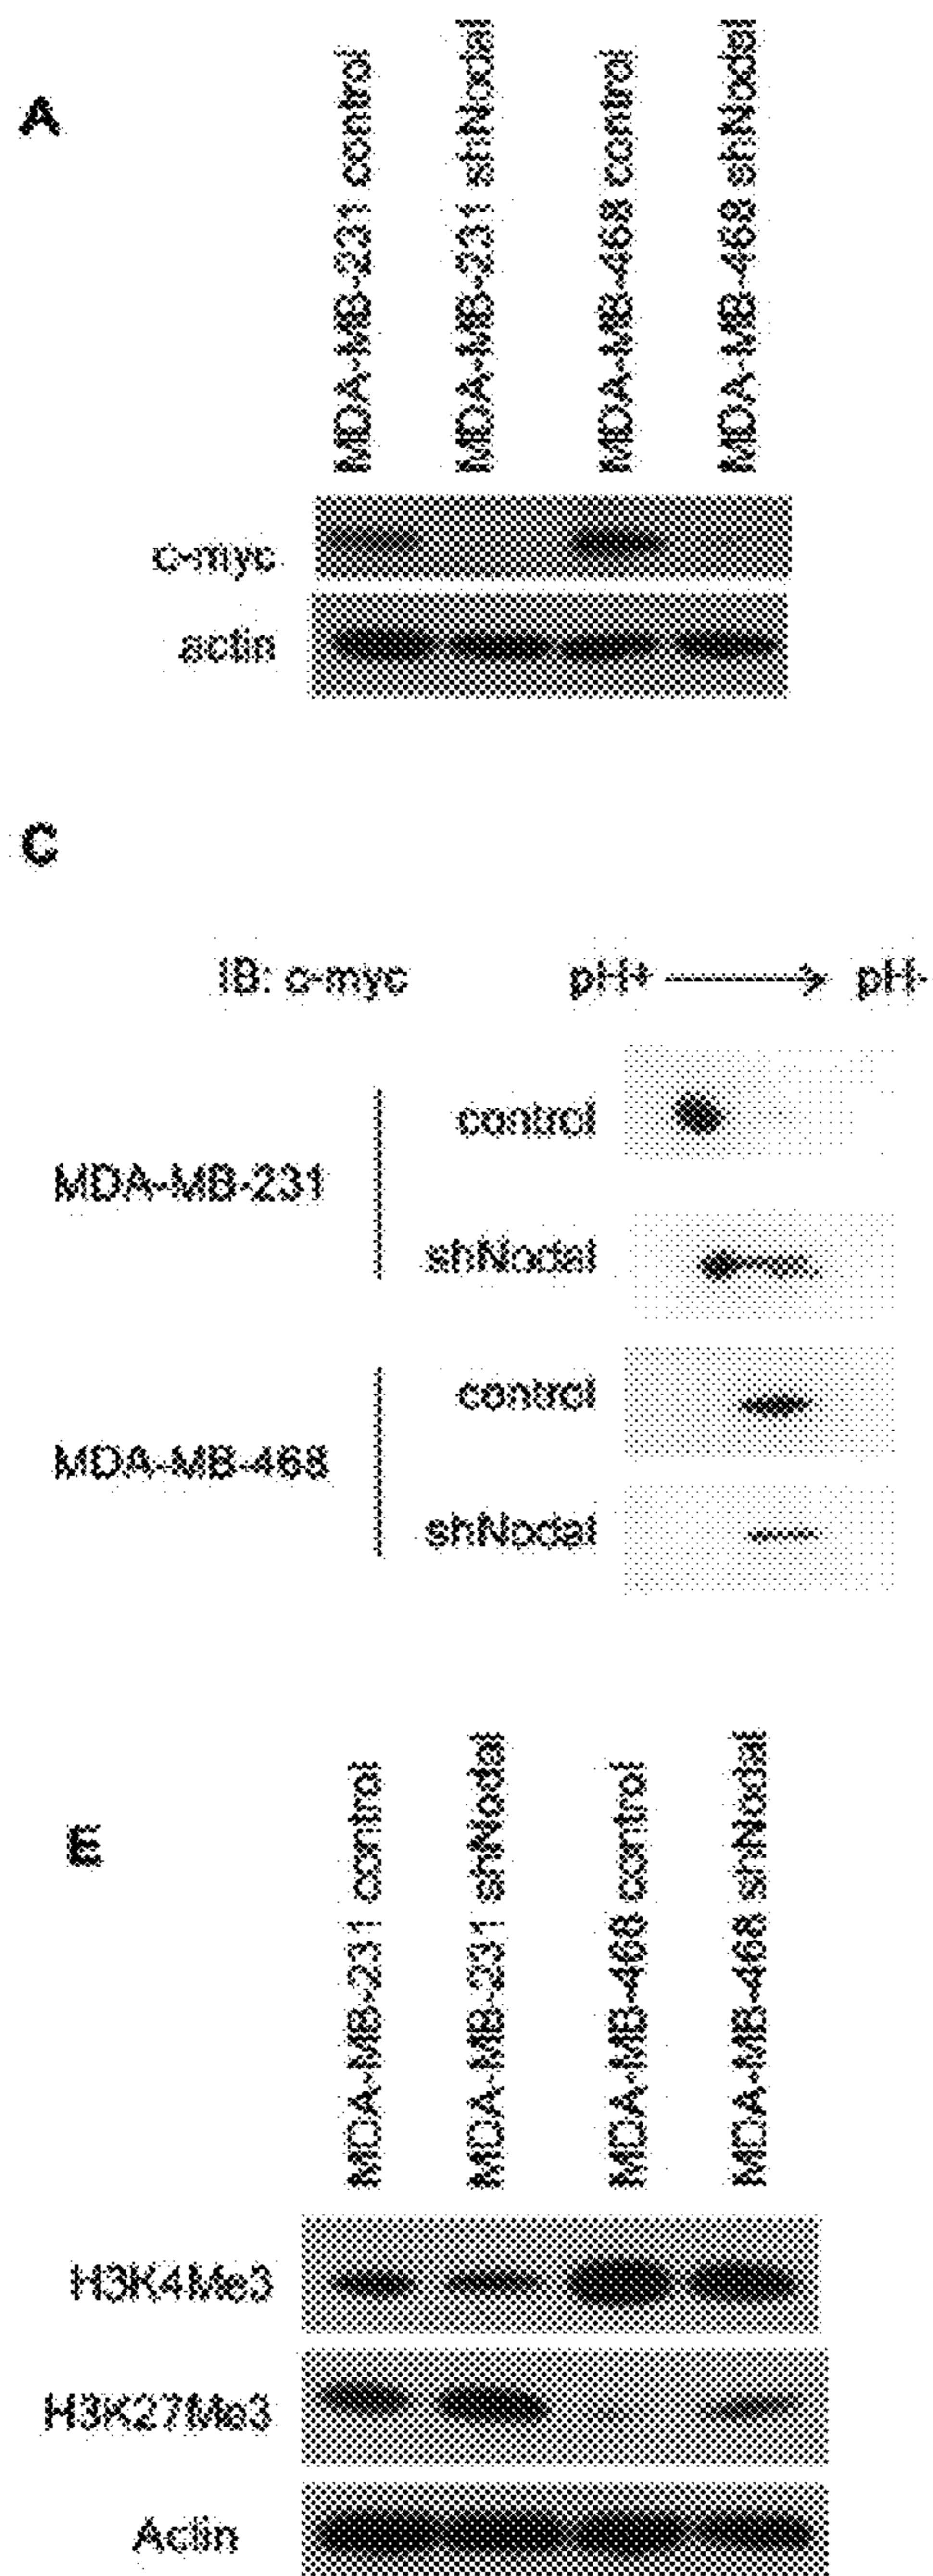 A
MDA-MB-231 control
MDA-MB-231 shNodal
MDA-MB-468 control
MDA-MB-468 shNodal
c-myc
actin
C
IB: c-myc pH+ → pH-
control
MDA-MB-231
shNodal
control
MDA-MB-468
shNodal
E
MDA-MB-231 control
MDA-MB-231 shNodal
MDA-MB-468 control
MDA-MB-468 shNodal
H3K4Me3
H3K27Me3
Actin